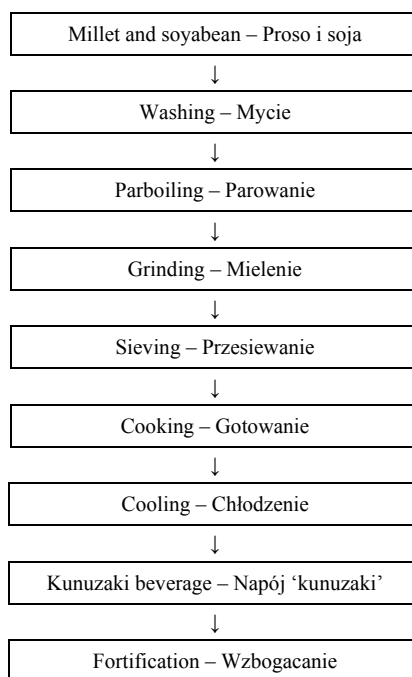 Millet and soyabean – Proso i soja
↓
Washing – Mycie
↓
Parboiling – Parowanie
↓
Grinding – Mielenie
↓
Sieving – Przesiewanie
↓
Cooking – Gotowanie
↓
Cooling – Chłodzenie
↓
Kunuzaki beverage – Napój ‘kunuzaki’
↓
Fortification – Wzbogacanie